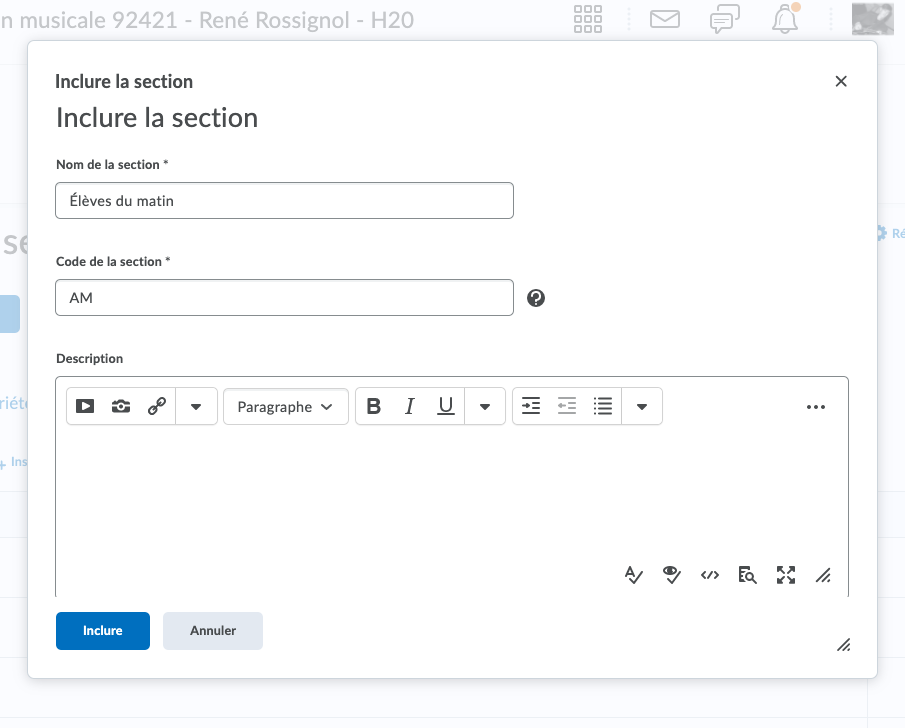 n musicale 92421 - René Rossignol - H20
Inclure la section
Inclure la section
Nom de la section *
Élèves du matin
se
Ré
Code de la section *
AM
Description
riété
Paragraphe
B I U
Ins
Inclure
Annuler